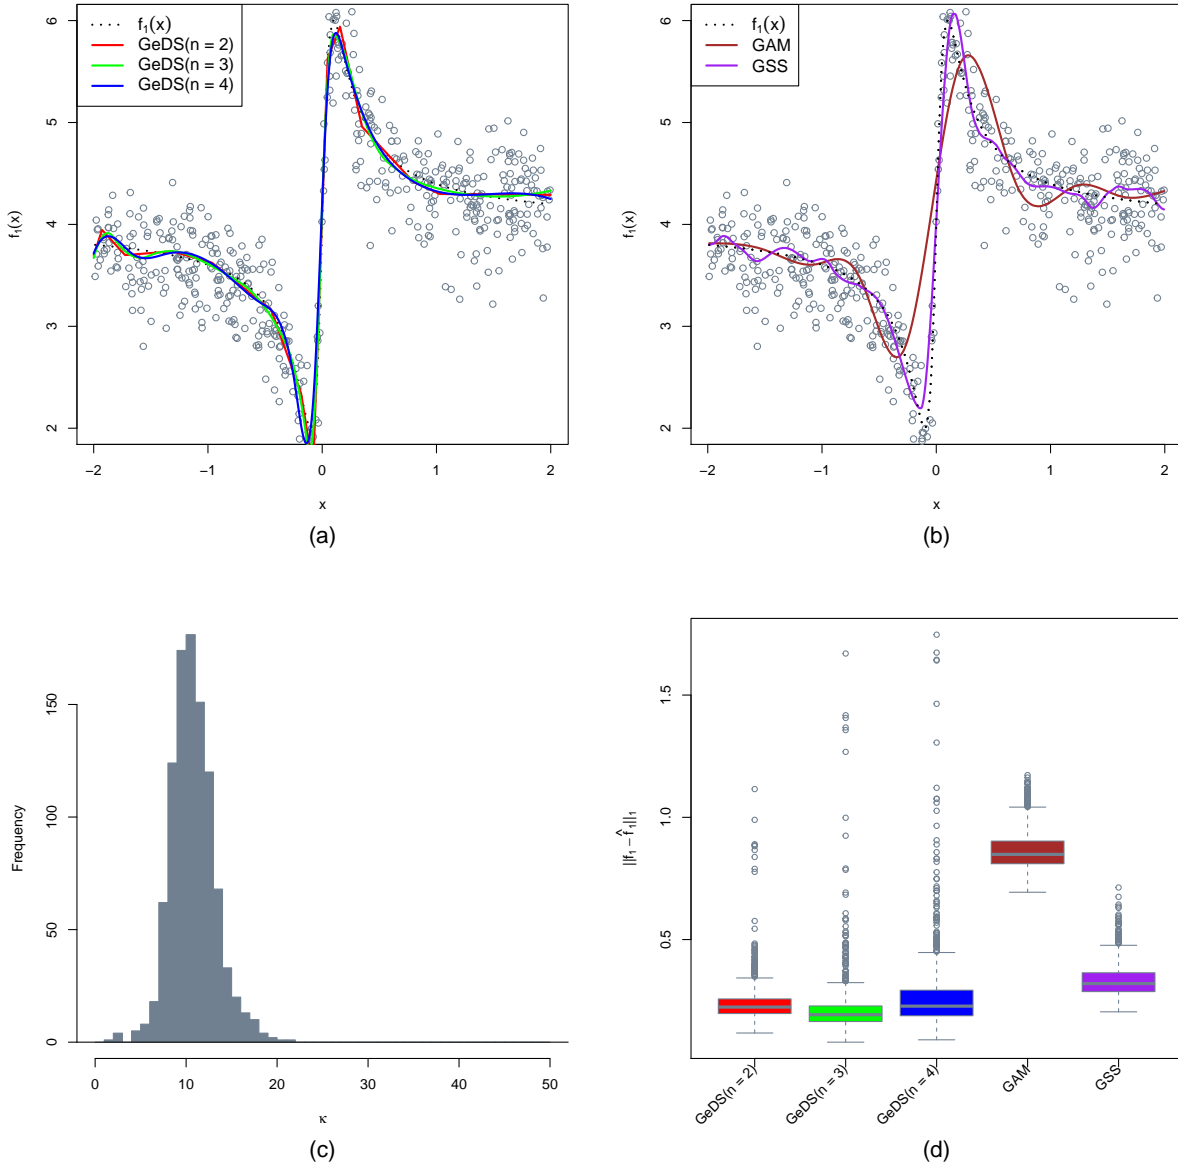 f₁(x)
GeDS(n = 2)
GeDS(n = 3)
GeDS(n = 4)
6
5
4
3
2
f₁(x)
−2
−1
0
1
2
x
(a)
f₁(x)
GAM
GSS
6
5
4
3
2
f₁(x)
−2
−1
0
1
2
x
(b)
150
100
50
0
Frequency
0
10
20
30
40
50
κ
(c)
1.5
1.0
0.5
||f₁ − f̂₁||₁
GeDS(n = 2)
GeDS(n = 3)
GeDS(n = 4)
GAM
GSS
(d)